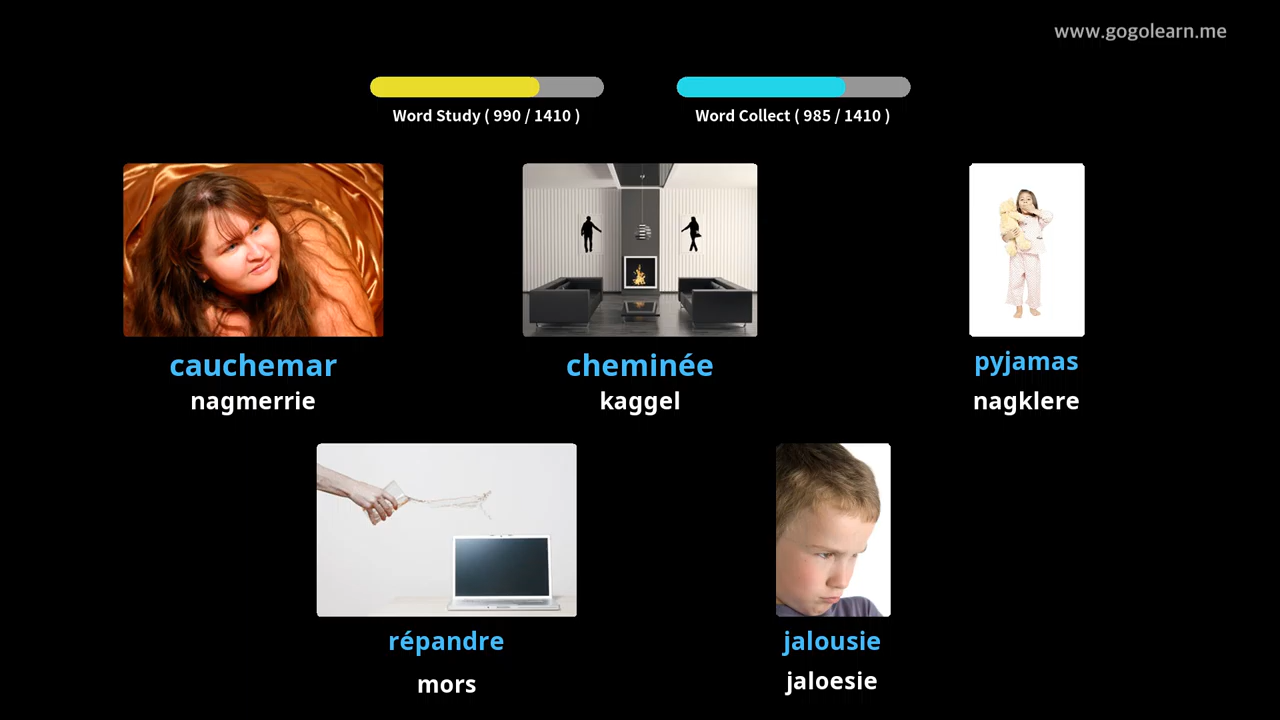 www.gogolearn.me
Word Study ( 990 / 1410 )
Word Collect ( 985 / 1410 )
cauchemar
nagmerrie
cheminée
kaggel
pyjamas
nagklere
répandre
mors
jalousie
jaloesie